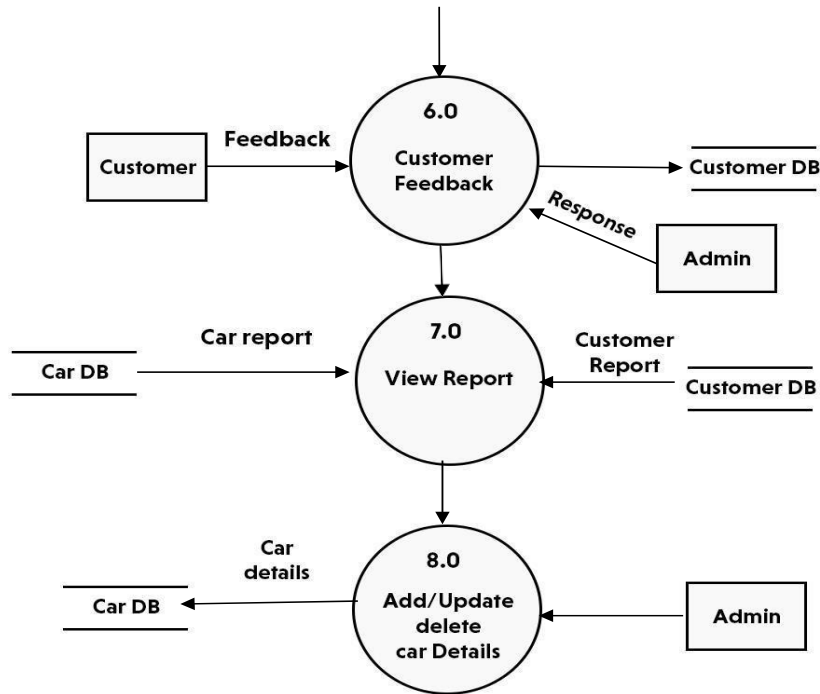 6.0
Customer
Feedback
Customer
Feedback
Customer DB
Response
Admin
7.0
View Report
Car report
Car DB
Customer
Report
Customer DB
8.0
Add/Update
delete
car Details
Car
details
Car DB
Admin